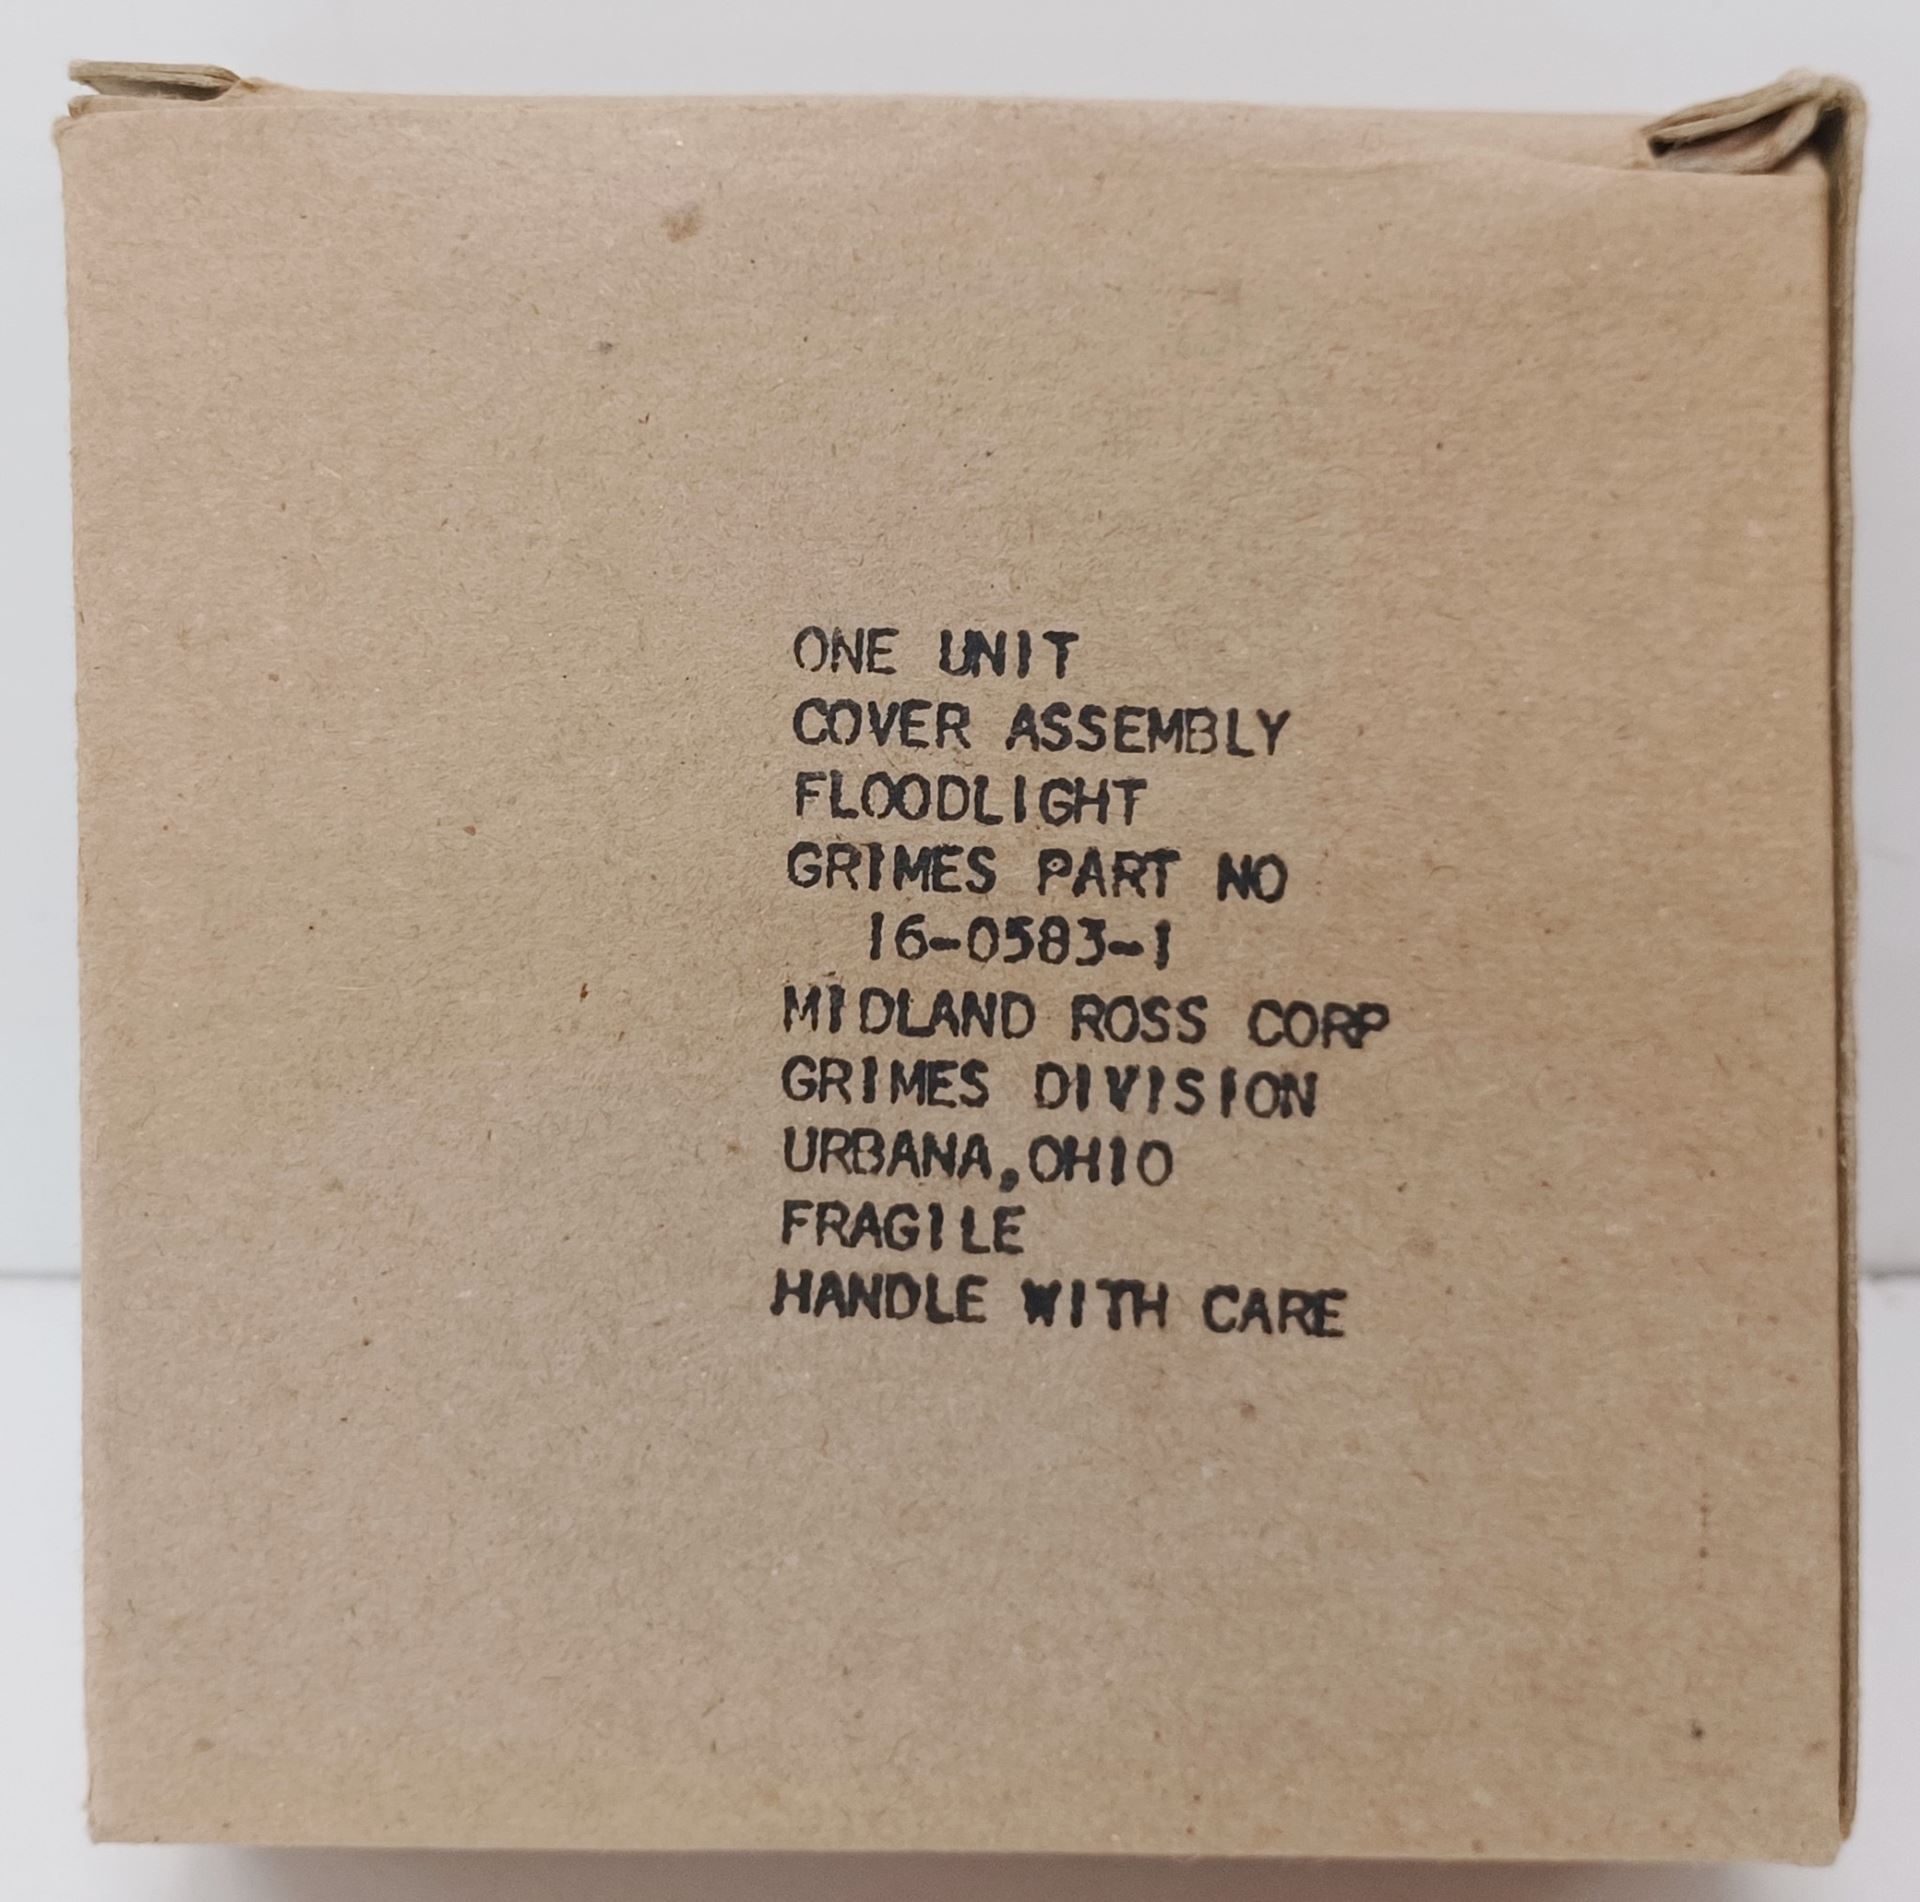 ONE UNIT
COVER ASSEMBLY
FLOODLIGHT
GRIMES PART NO
16-0583-1
MIDLAND ROSS CORP
GRIMES DIVISION
URBANA,OHIO
FRAGILE
HANDLE WITH CARE